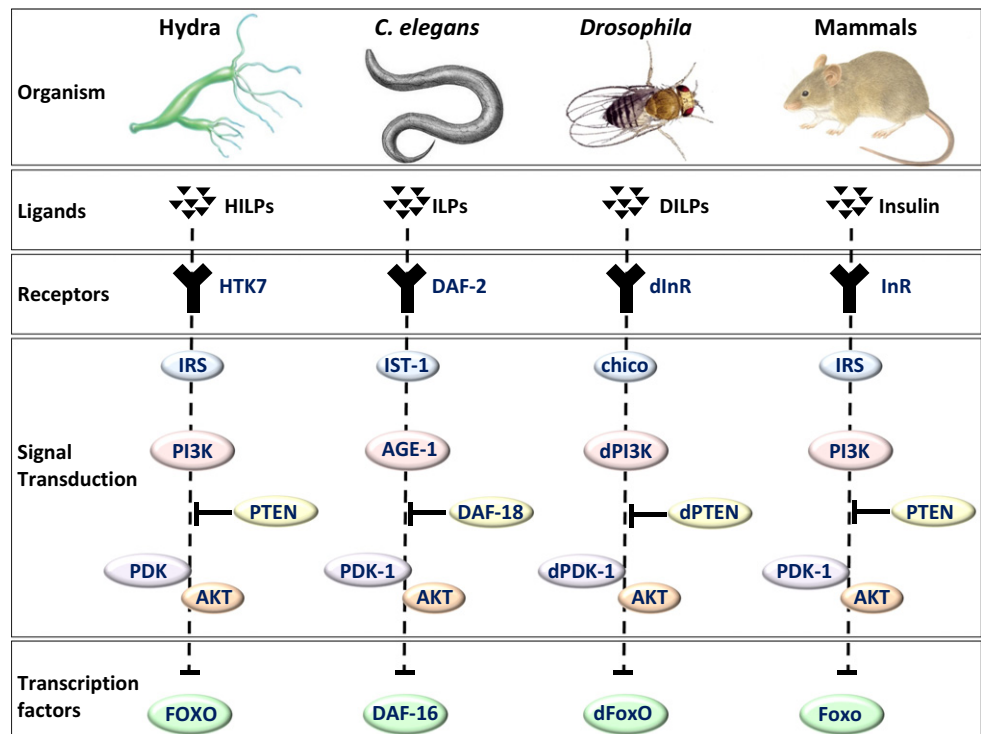 Hydra C. elegans Drosophila Mammals
Organism
Ligands HILPs ILPs DILPs Insulin
Receptors HTK7 DAF-2 dInR InR
IRS IST-1 chico IRS
Signal
Transduction
PI3K AGE-1 dPI3K PI3K
PTEN DAF-18 dPTEN PTEN
PDK PDK-1 dPDK-1 PDK-1
AKT AKT AKT AKT
Transcription
factors
FOXO DAF-16 dFoxO Foxo